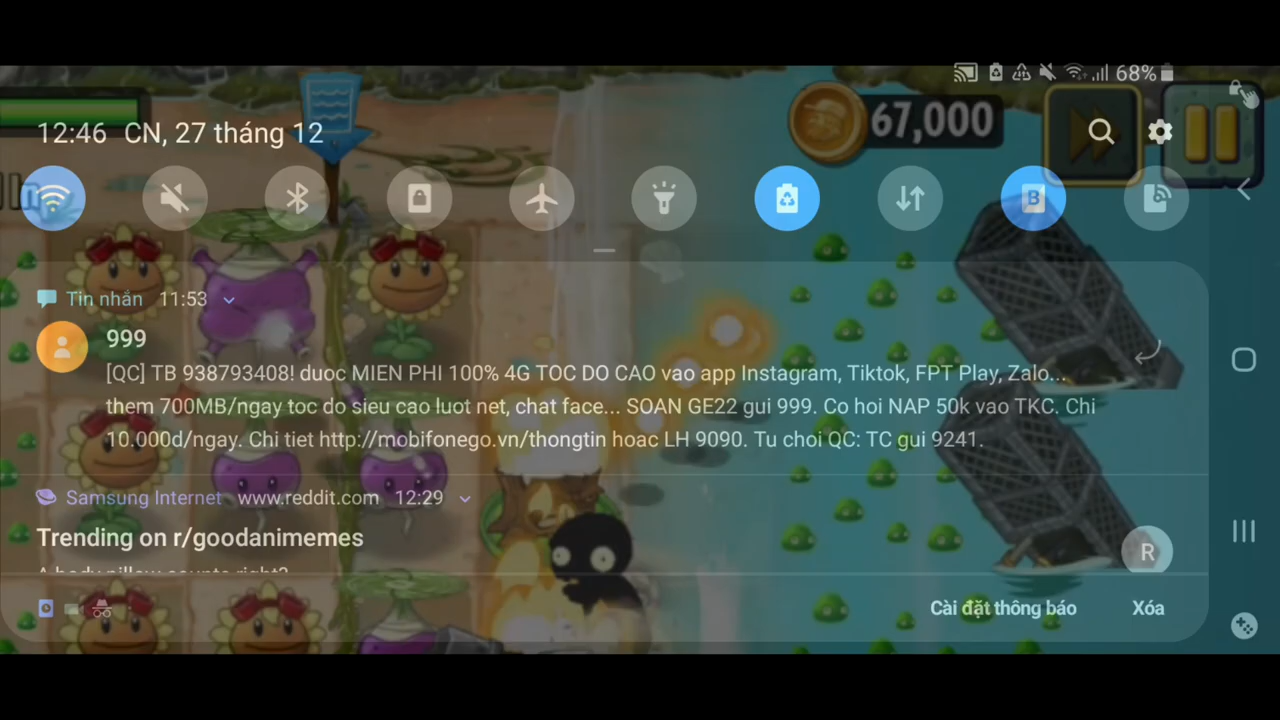 68%
12:46 CN, 27 tháng 12
67,000
B
Tin nhắn 11:53
999
[QC] TB 938793408! duoc MIEN PHI 100% 4G TOC DO CAO vao app Instagram, Tiktok, FPT Play, Zalo...
them 700MB/ngay toc do sieu cao luot net, chat face... SOAN GE22 gui 999. Co hoi NAP 50k vao TKC. Chi
10.000d/ngay. Chi tiet http://mobifonego.vn/thongtin hoac LH 9090. Tu choi QC: TC gui 9241.
Samsung Internet www.reddit.com 12:29
Trending on r/goodanimemes
A body pillow counts right?
R
Cài đặt thông báo Xóa